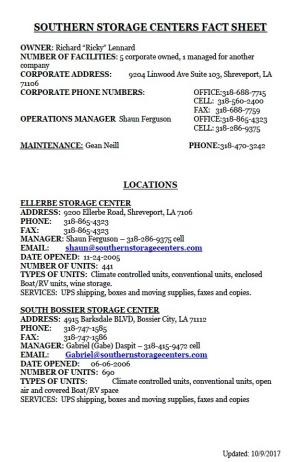 SOUTHERN STORAGE CENTERS FACT SHEET
OWNER: Richard "Ricky" Lennard
NUMBER OF FACILITIES: 5 corporate owned, 1 managed for another
company
CORPORATE ADDRESS: 9204 Linwood Ave Suite 103, Shreveport, LA
71106
CORPORATE PHONE NUMBERS: OFFICE:318-688-7715
CELL: 318-560-2400
FAX: 318-688-7759
OPERATIONS MANAGER Shaun Ferguson OFFICE:318-865-4323
CELL: 318-286-9375
MAINTENANCE: Gean Neill PHONE:318-470-3242
LOCATIONS
ELLERBE STORAGE CENTER
ADDRESS: 9200 Ellerbe Road, Shreveport, LA 7106
PHONE: 318-865-4323
FAX: 318-865-4323
MANAGER: Shaun Ferguson – 318-286-9375 cell
EMAIL: shaun@southernstoragecenters.com
DATE OPENED: 11-24-2005
NUMBER OF UNITS: 441
TYPES OF UNITS: Climate controlled units, conventional units, enclosed
Boat/RV units, wine storage.
SERVICES: UPS shipping, boxes and moving supplies, faxes and copies.
SOUTH BOSSIER STORAGE CENTER
ADDRESS: 4915 Barksdale BLVD, Bossier City, LA 71112
PHONE: 318-747-1585
FAX: 318-747-1586
MANAGER: Gabriel (Gabe) Daspit – 318-415-9472 cell
EMAIL: Gabriel@southernstoragecenters.com
DATE OPENED: 06-06-2006
NUMBER OF UNITS: 690
TYPES OF UNITS: Climate controlled units, conventional units, open
air and covered Boat/RV space
SERVICES: UPS shipping, boxes and moving supplies, faxes and copies
Updated: 10/9/2017